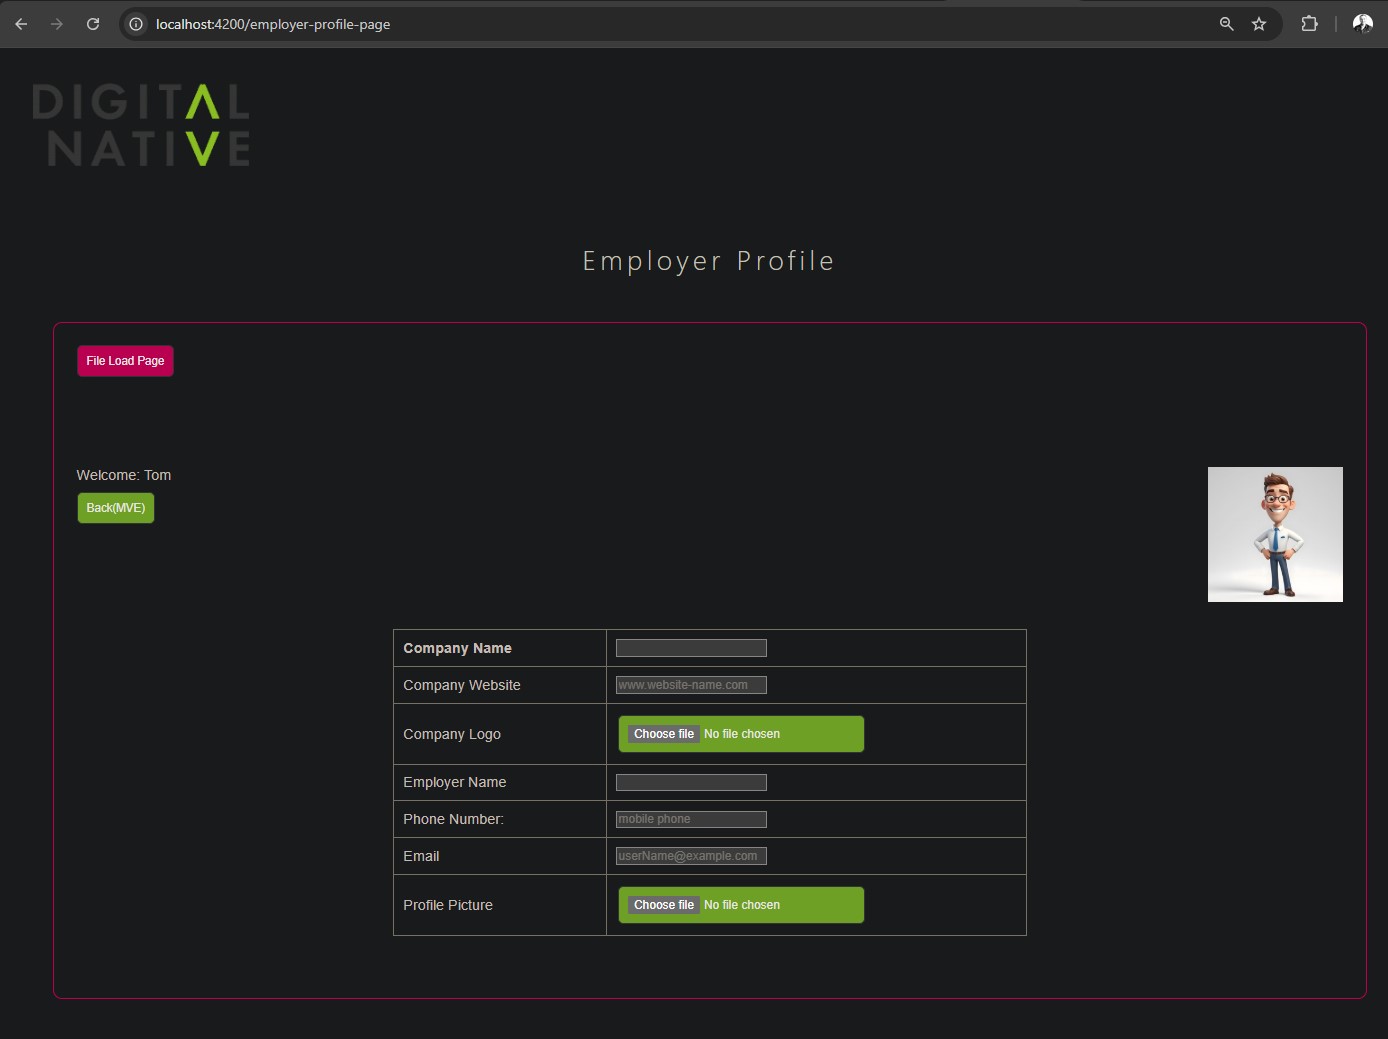 localhost:4200/employer-profile-page
DIGITAL
NATIVE
Employer Profile
File Load Page
Welcome: Tom
Back(MVE)
Company Name
Company Website www.website-name.com
Company Logo Choose file No file chosen
Employer Name
Phone Number: mobile phone
Email userName@example.com
Profile Picture Choose file No file chosen